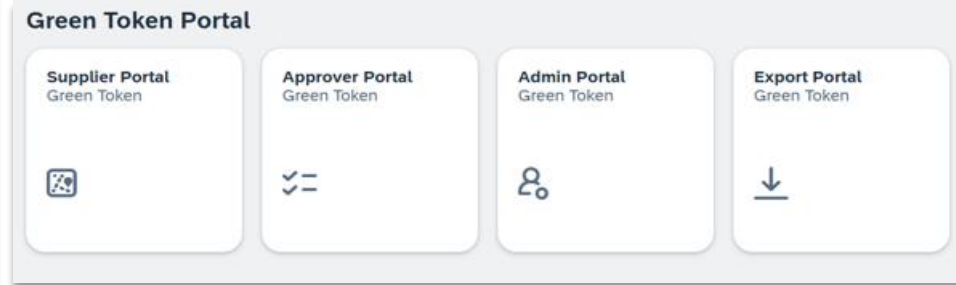 Green Token Portal
Supplier Portal
Green Token
Approver Portal
Green Token
Admin Portal
Green Token
Export Portal
Green Token